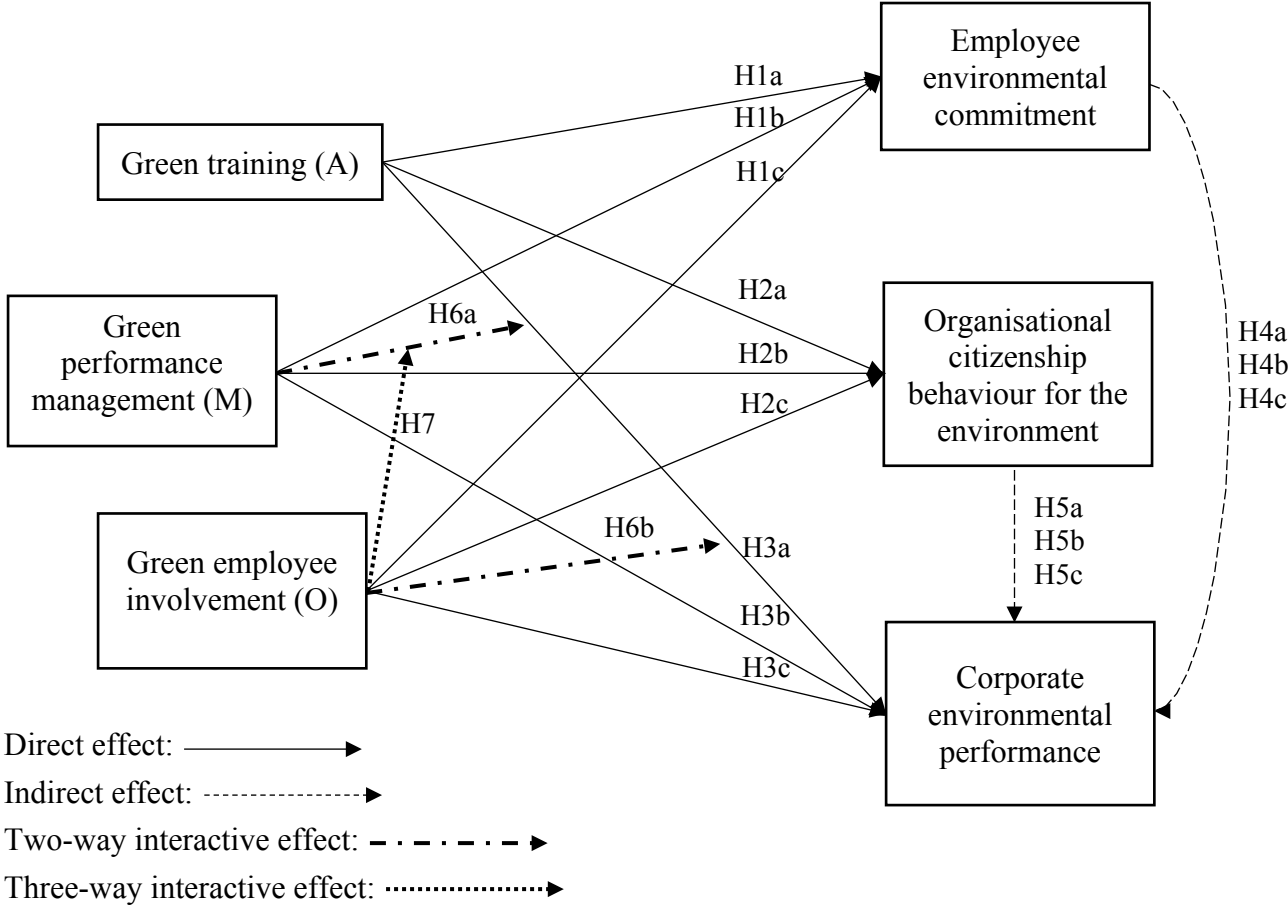 Employee
environmental
commitment
H1a
H1b
H1c
Green training (A)
Green
performance
management (M)
H6a
H7
H2a
H2b
H2c
Organisational
citizenship
behaviour for the
environment
H4a
H4b
H4c
Green employee
involvement (O)
H6b
H3a
H3b
H3c
H5a
H5b
H5c
Corporate
environmental
performance
Direct effect:
Indirect effect:
Two-way interactive effect:
Three-way interactive effect: